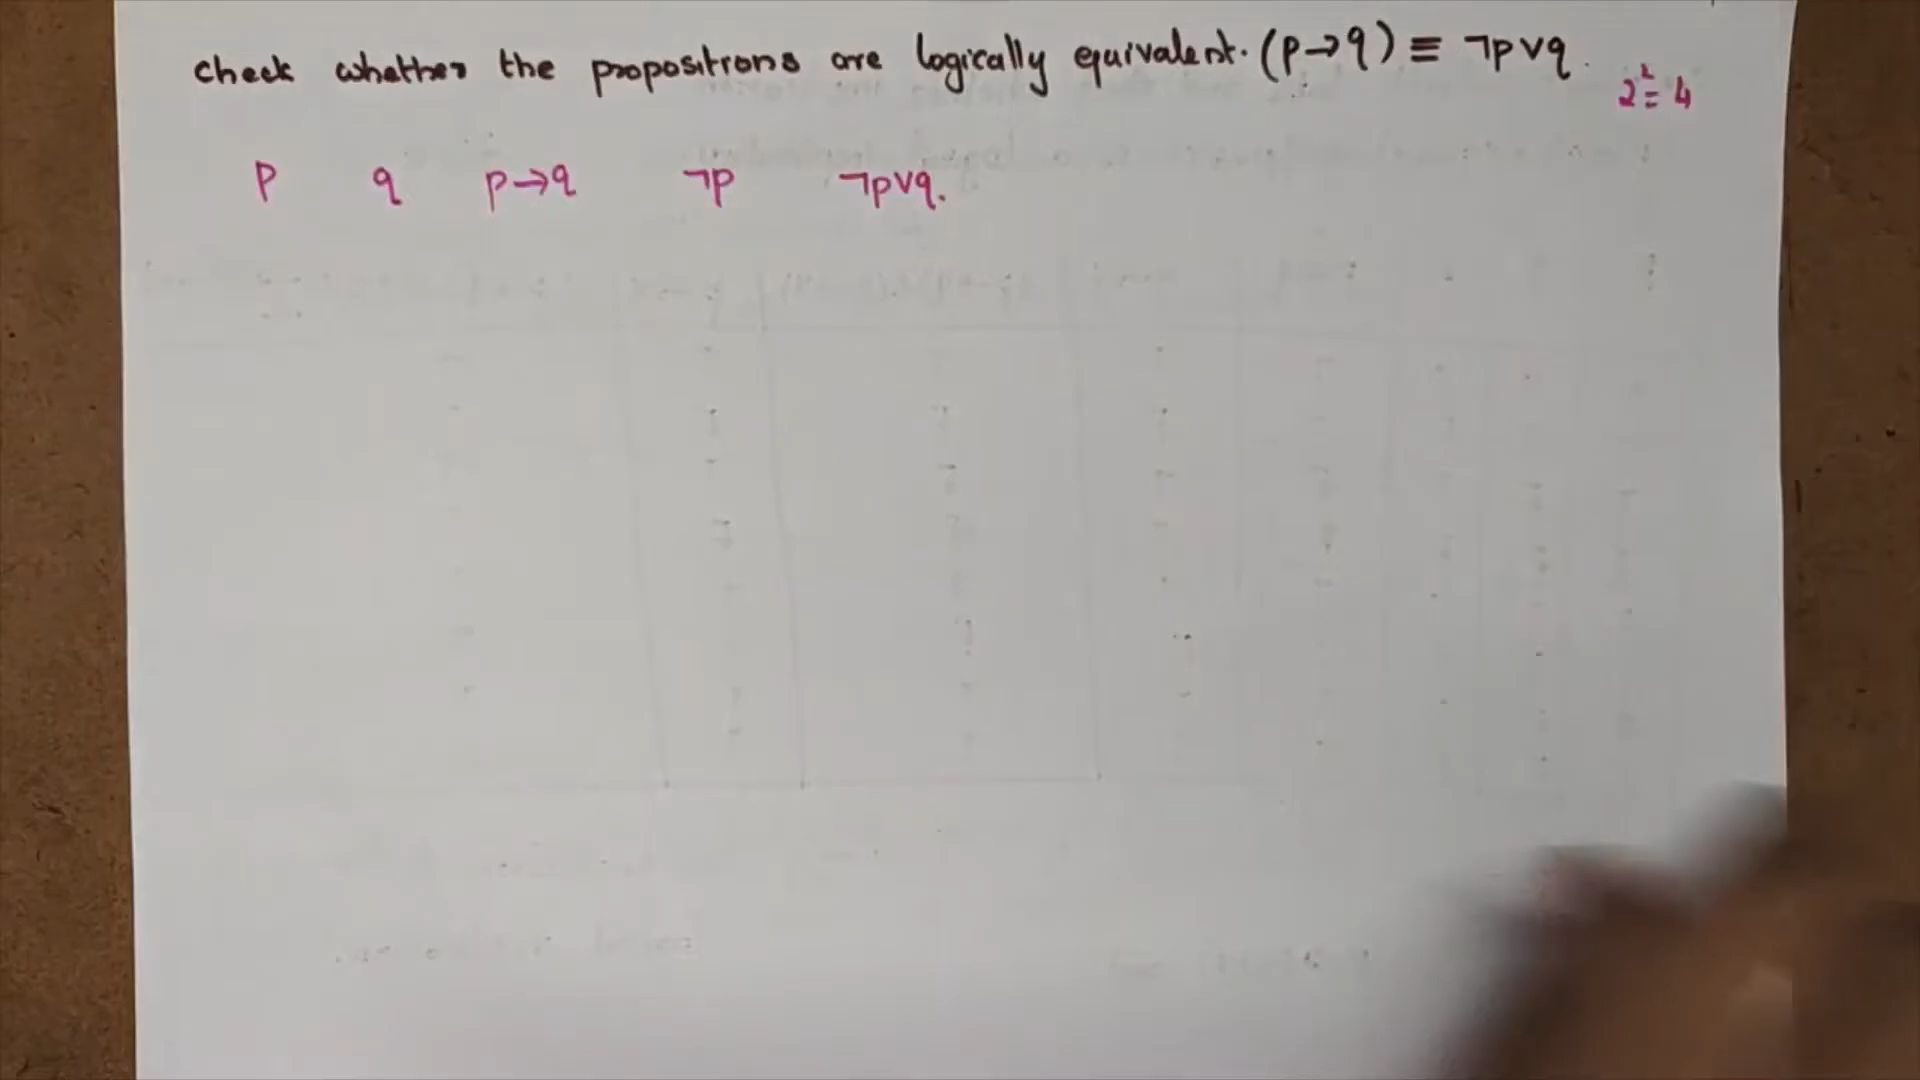 check whether the propositions are logically equivalent. (p→q) ≡ ¬p∨q.
2²=4
p q p→q ¬p ¬p∨q.